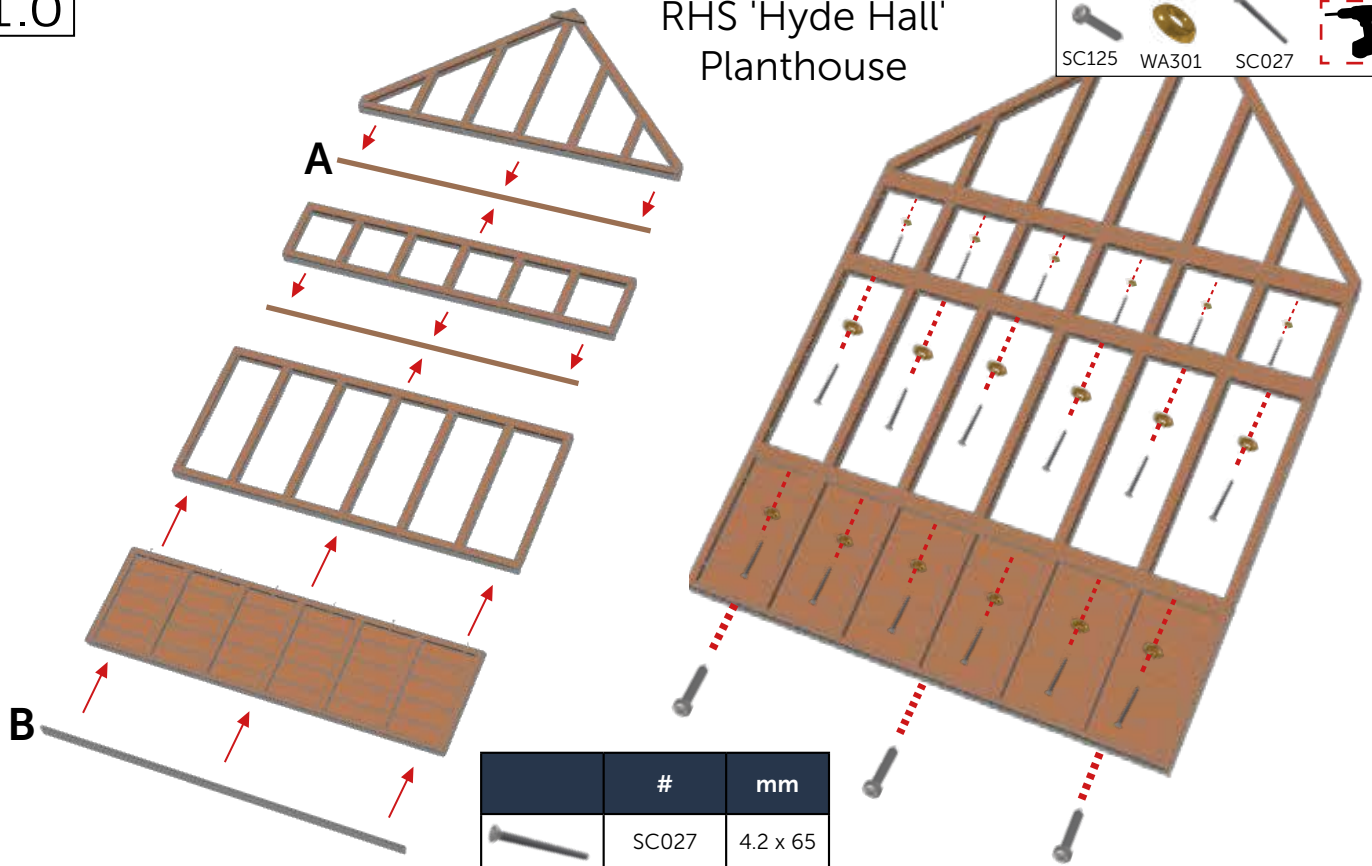 1.0
RHS 'Hyde Hall'
Planthouse
SC125 WA301 SC027
A
B
# mm
SC027 4.2 x 65